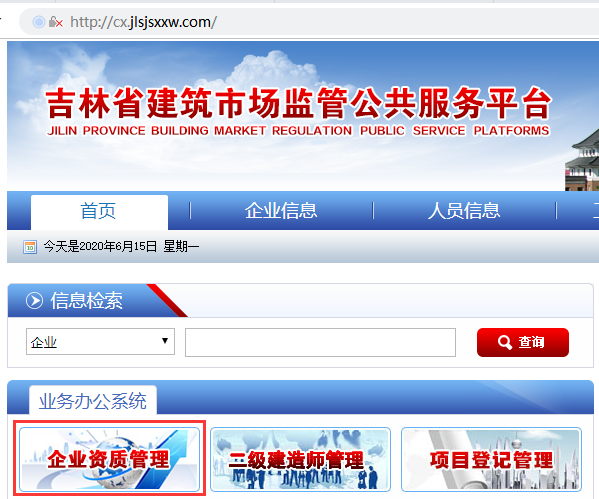 http://cx.jlsjsxxw.com/
吉林省建筑市场监管公共服务平台
JILIN PROVINCE BUILDING MARKET REGULATION PUBLIC SERVICE PLATFORMS
首页 企业信息 人员信息
今天是2020年6月15日 星期一
信息检索
企业 查询
业务办公系统
企业资质管理 二级建造师管理 项目登记管理